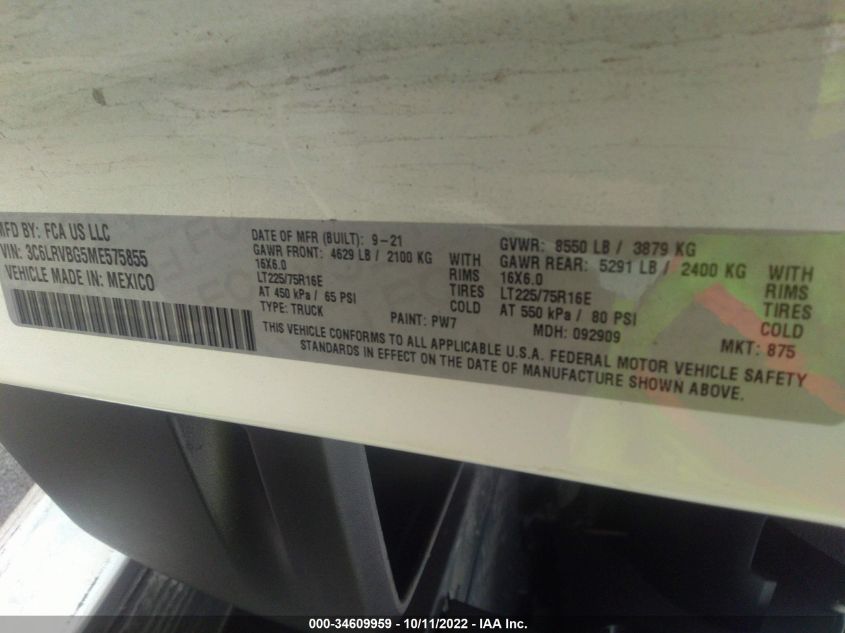 MFD BY: FCA US LLC
VIN: 3C6LRVBG5ME575855
VEHICLE MADE IN: MEXICO
DATE OF MFR (BUILT): 9-21
GAWR FRONT: 4629 LB / 2100 KG WITH
16X6.0 RIMS
LT225/75R16E TIRES
AT 450 kPa / 65 PSI COLD
TYPE: TRUCK PAINT: PW7
GVWR: 8550 LB / 3879 KG
GAWR REAR: 5291 LB / 2400 KG WITH
16X6.0 RIMS
LT225/75R16E TIRES
AT 550 kPa / 80 PSI COLD
MDH: 092909 MKT: 875
THIS VEHICLE CONFORMS TO ALL APPLICABLE U.S.A. FEDERAL MOTOR VEHICLE SAFETY
STANDARDS IN EFFECT ON THE DATE OF MANUFACTURE SHOWN ABOVE.
000-34609959 - 10/11/2022 - IAA Inc.